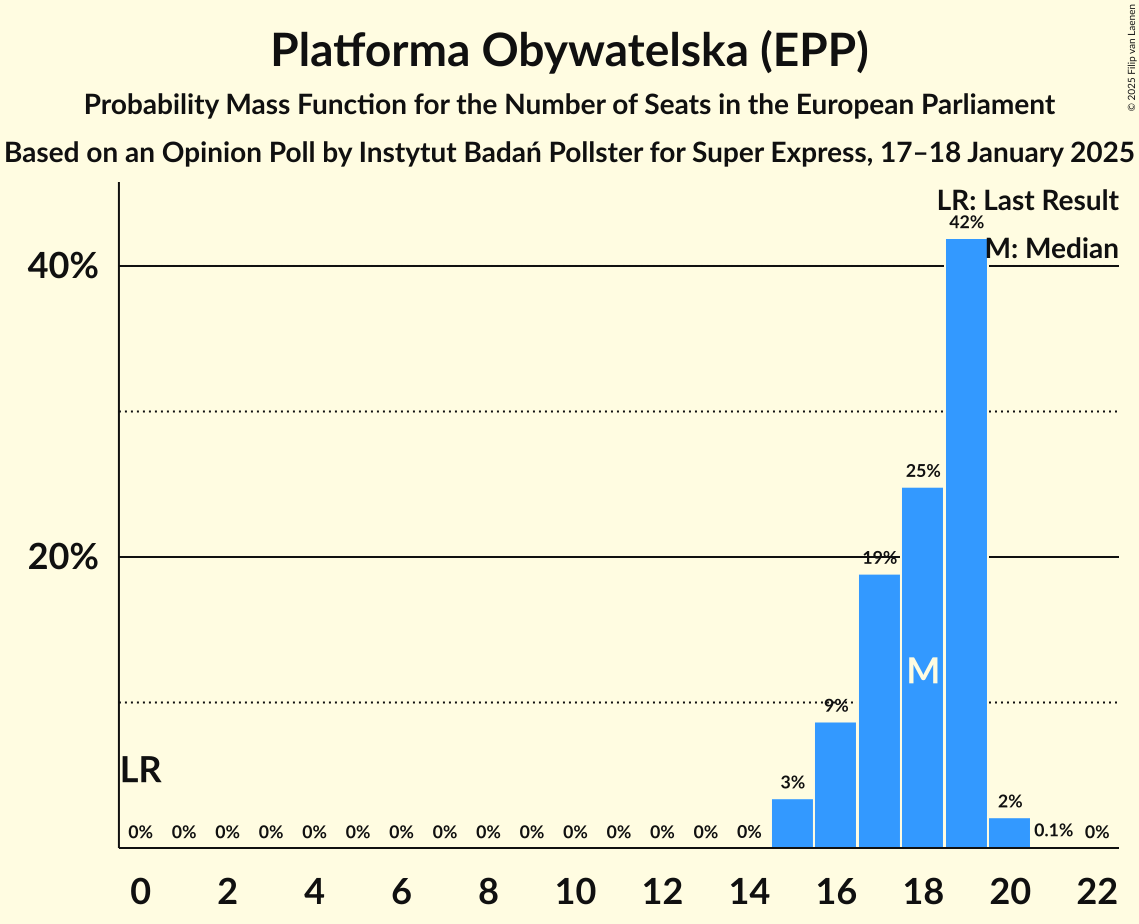 Platforma Obywatelska (EPP)
Probability Mass Function for the Number of Seats in the European Parliament
Based on an Opinion Poll by Instytut Badań Pollster for Super Express, 17–18 January 2025
© 2025 Filip van Laenen
LR: Last Result
M: Median
42%
40%
25%
20%
19%
M
9%
LR
3%
2%
0% 0% 0% 0% 0% 0% 0% 0% 0% 0% 0% 0% 0% 0% 0% 0.1% 0%
0 2 4 6 8 10 12 14 16 18 20 22